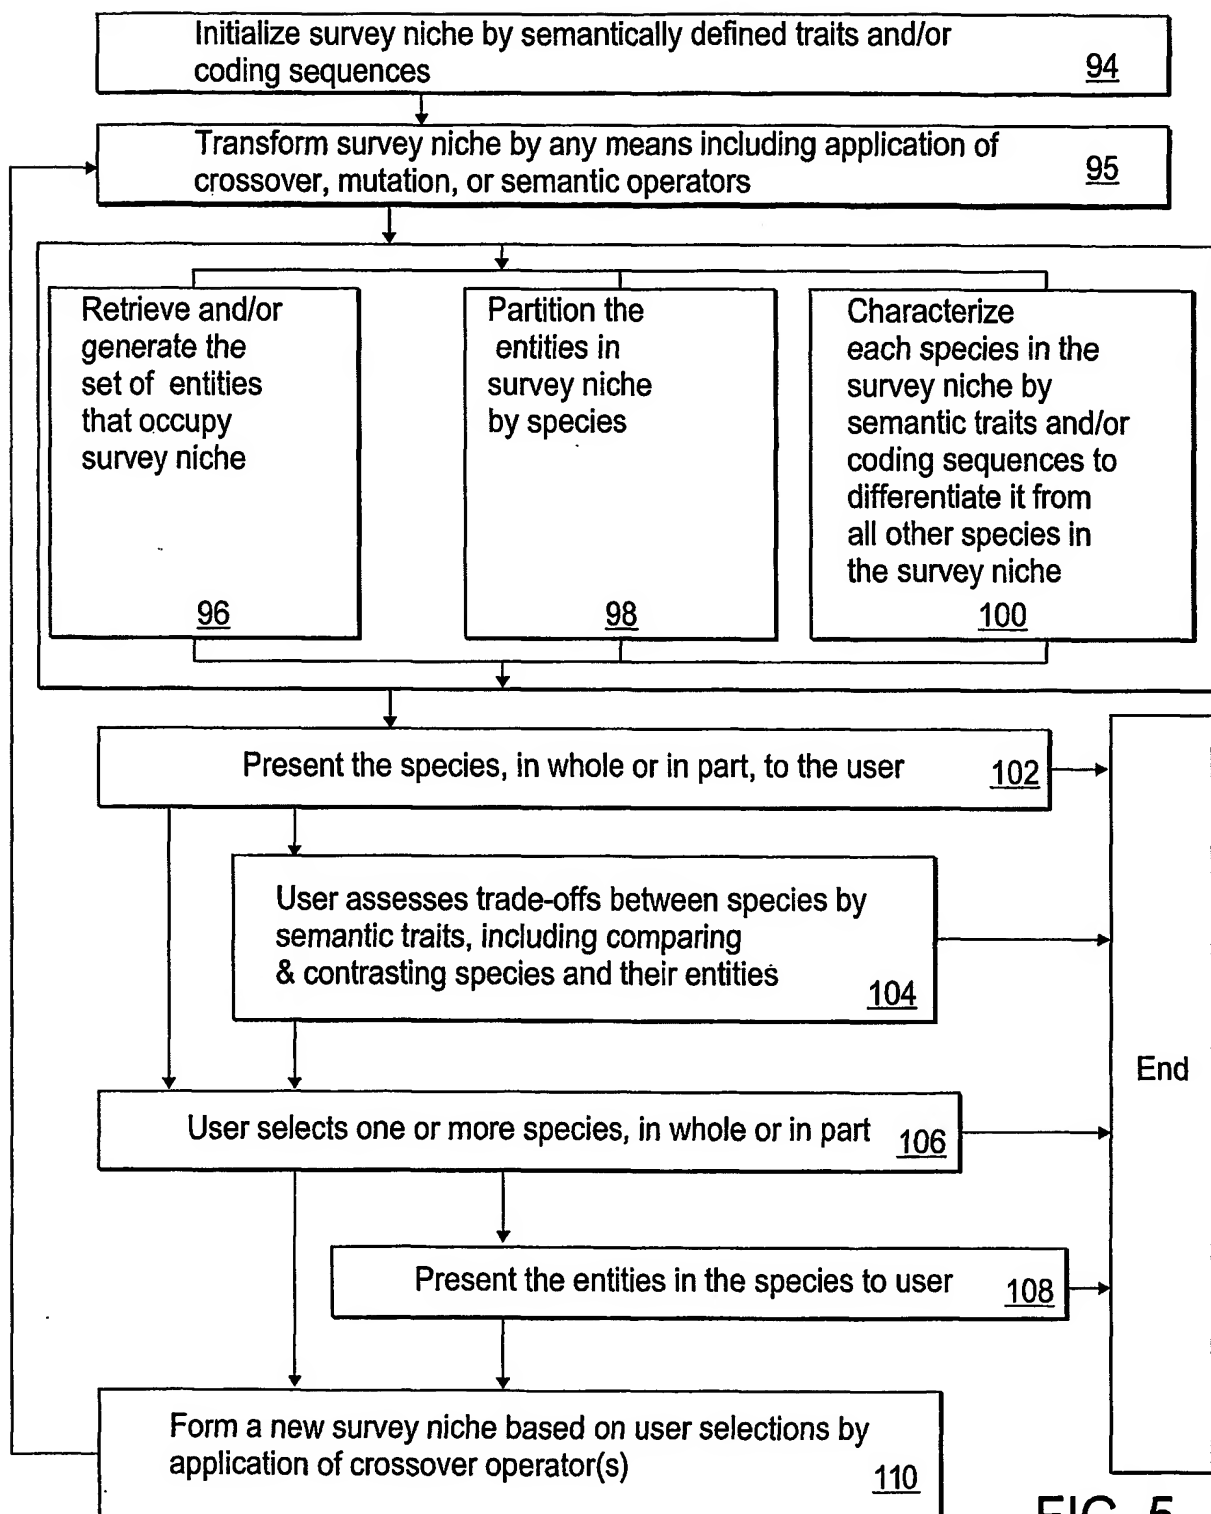 Initialize survey niche by semantically defined traits and/or
coding sequences
94
Transform survey niche by any means including application of
crossover, mutation, or semantic operators
95
Retrieve and/or
generate the
set of entities
that occupy
survey niche
96
Partition the
entities in
survey niche
by species
98
Characterize
each species in the
survey niche by
semantic traits and/or
coding sequences to
differentiate it from
all other species in
the survey niche
100
Present the species, in whole or in part, to the user
102
User assesses trade-offs between species by
semantic traits, including comparing
& contrasting species and their entities
104
End
User selects one or more species, in whole or in part
106
Present the entities in the species to user
108
Form a new survey niche based on user selections by
application of crossover operator(s)
110
FIG. 5